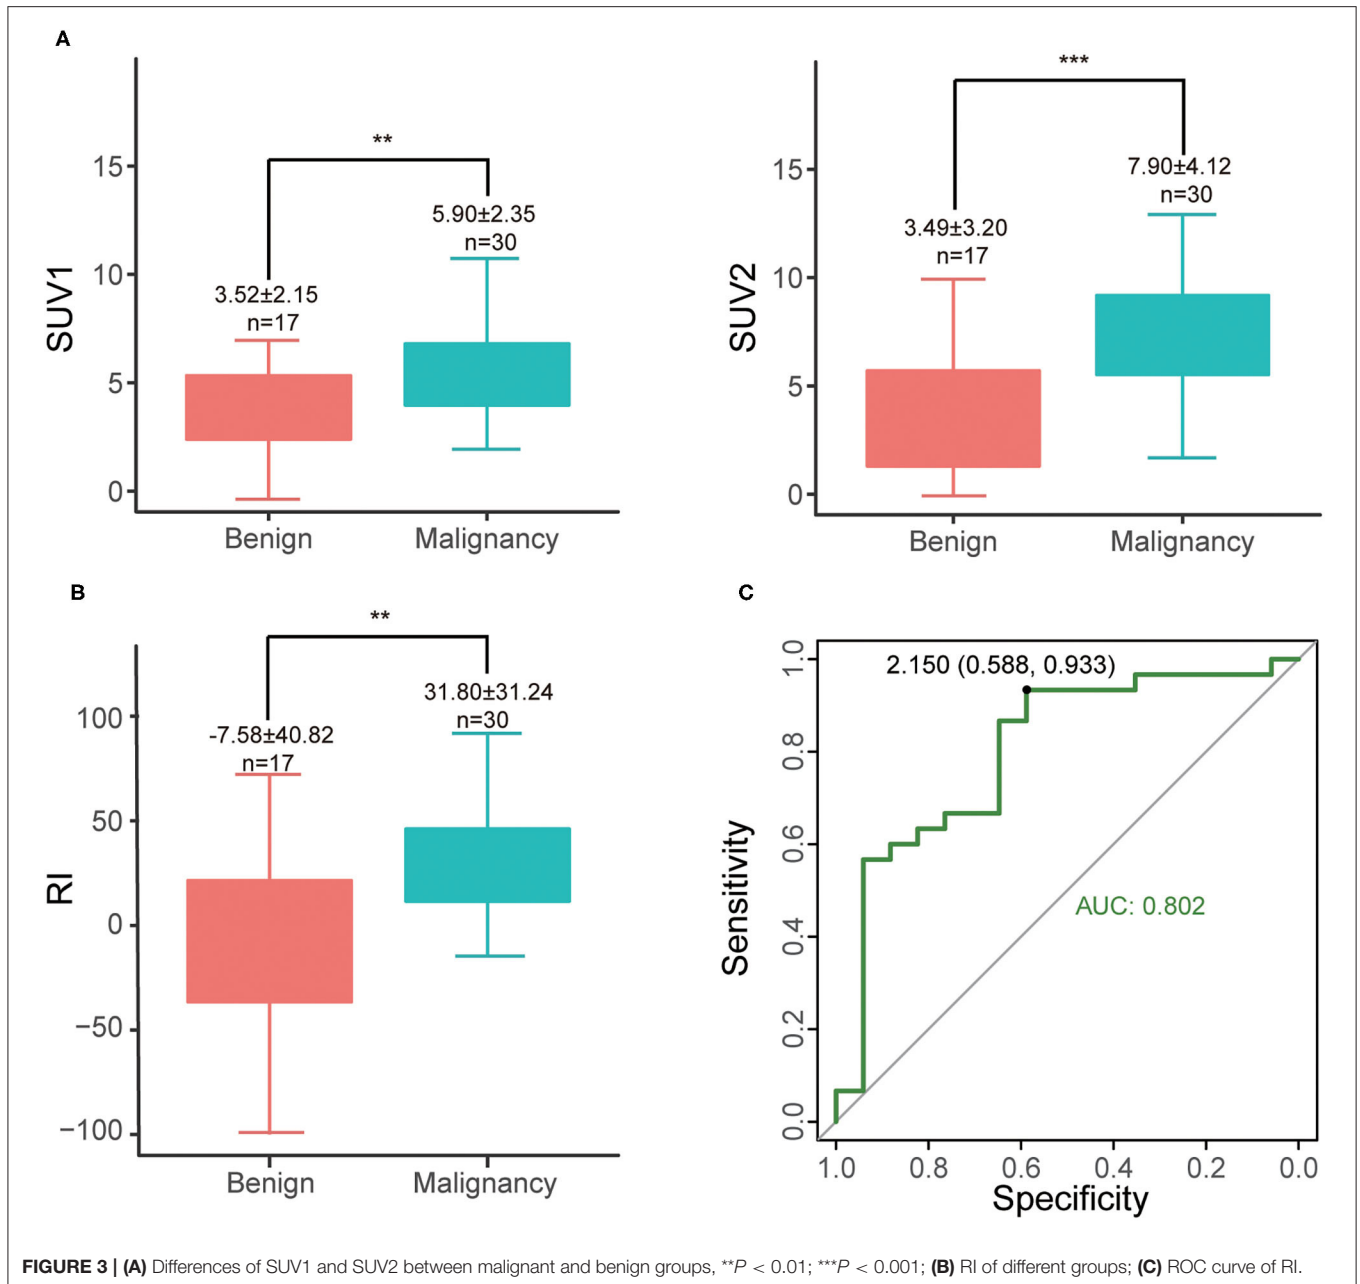 A
**
5.90±2.35
n=30
3.52±2.15
n=17
15
10
5
0
SUV1
Benign
Malignancy
***
7.90±4.12
n=30
3.49±3.20
n=17
15
10
5
0
SUV2
Benign
Malignancy
B
**
31.80±31.24
n=30
-7.58±40.82
n=17
100
50
0
−50
−100
RI
Benign
Malignancy
C
2.150 (0.588, 0.933)
AUC: 0.802
1.0
0.8
0.6
0.4
0.2
0.0
Sensitivity
1.0 0.8 0.6 0.4 0.2 0.0
Specificity
FIGURE 3 | (A) Differences of SUV1 and SUV2 between malignant and benign groups, **P < 0.01; ***P < 0.001; (B) RI of different groups; (C) ROC curve of RI.